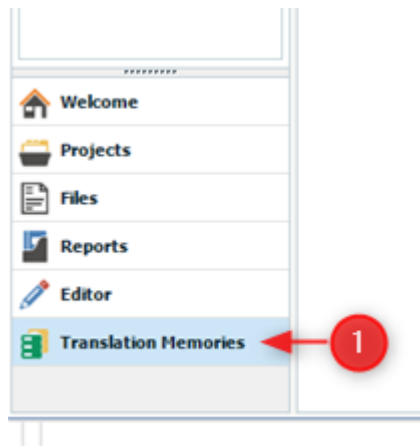 Welcome
Projects
Files
Reports
Editor
Translation Memories 1